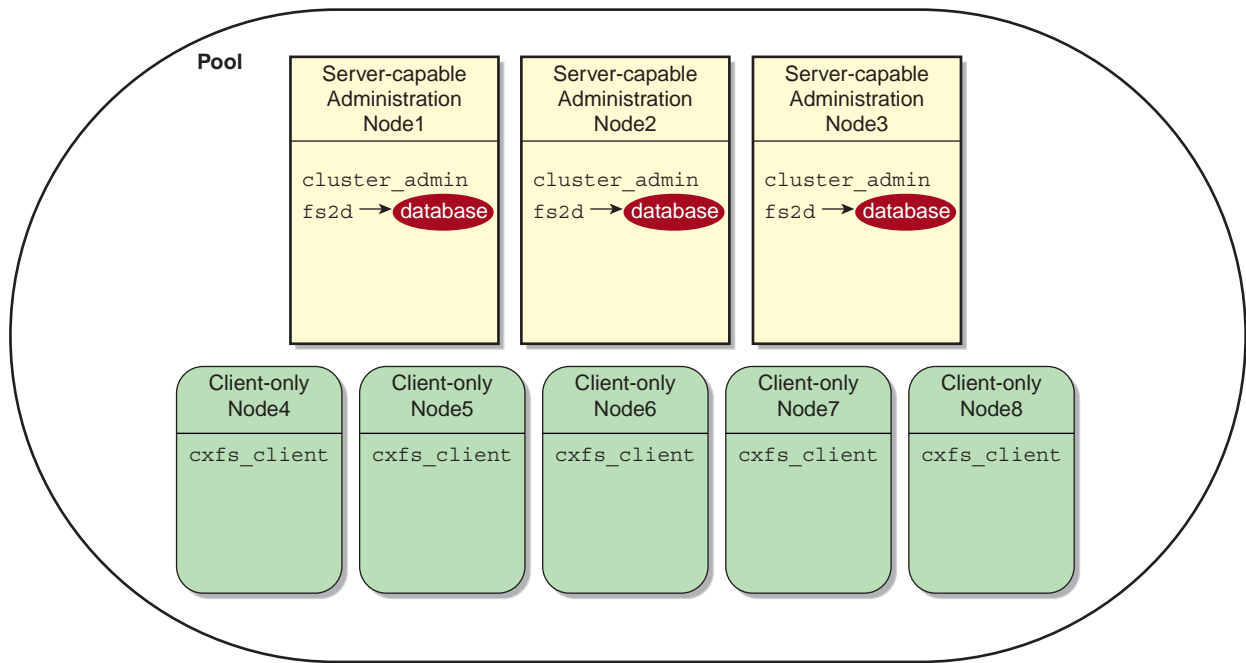 Pool
Server-capable
Administration
Node1
cluster_admin
fs2d database
Server-capable
Administration
Node2
cluster_admin
fs2d database
Server-capable
Administration
Node3
cluster_admin
fs2d database
Client-only
Node4
cxfs_client
Client-only
Node5
cxfs_client
Client-only
Node6
cxfs_client
Client-only
Node7
cxfs_client
Client-only
Node8
cxfs_client